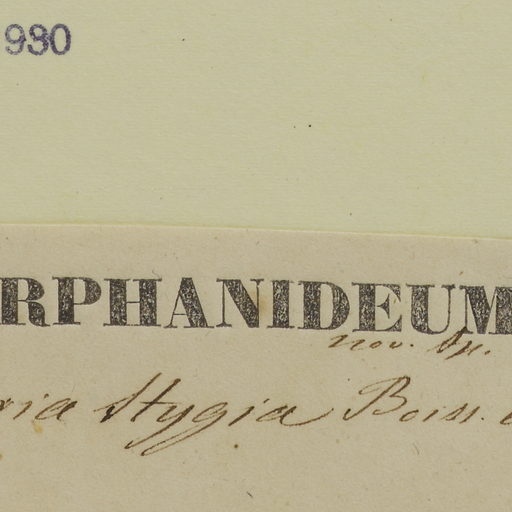 930
RPHANIDEUM
nov. Sp.
ria Stygia Boiss.